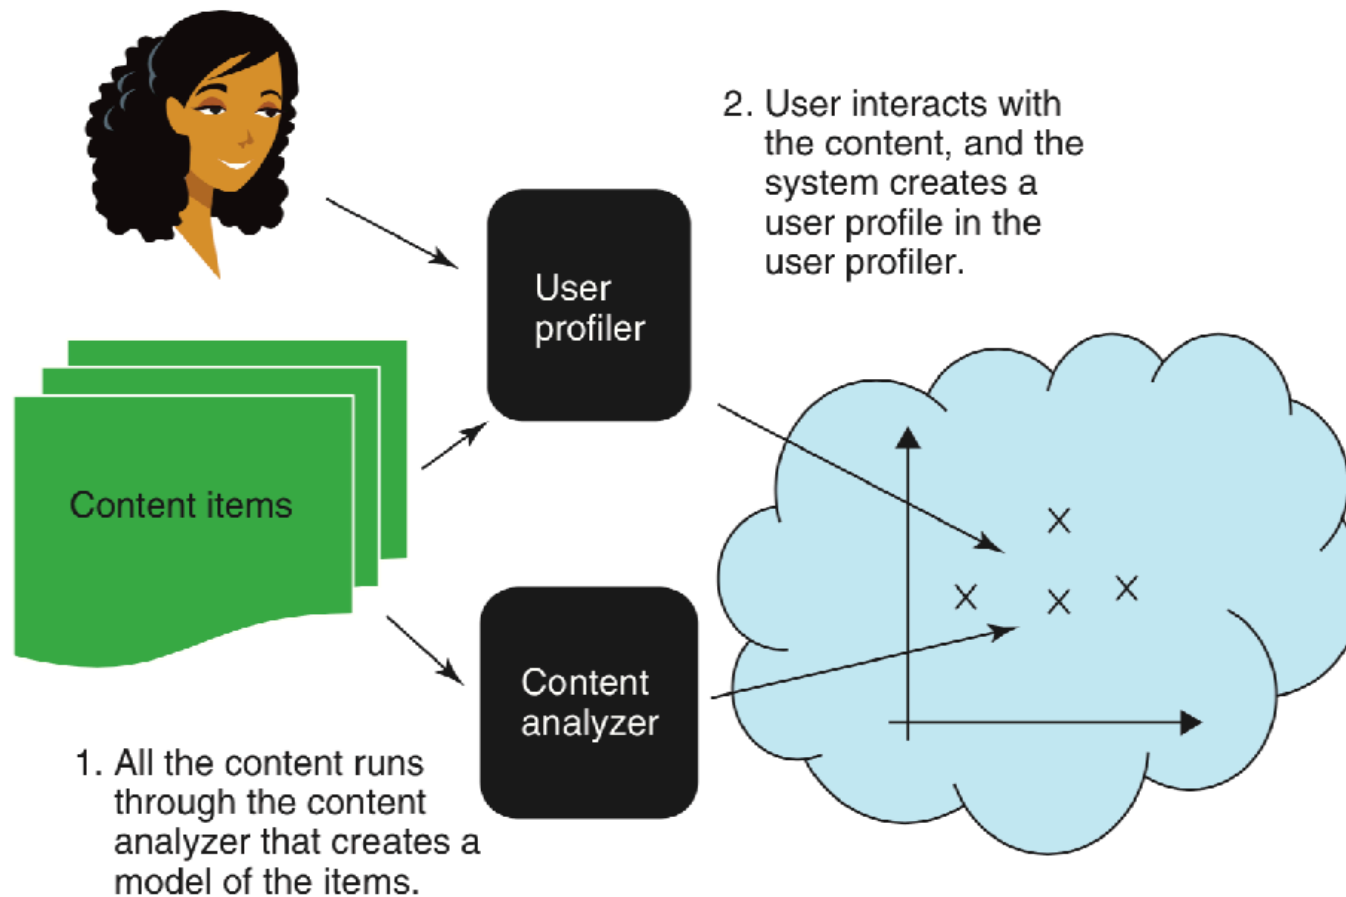 2. User interacts with
the content, and the
system creates a
user profile in the
user profiler.
User
profiler
Content items
Content
analyzer
1. All the content runs
through the content
analyzer that creates a
model of the items.